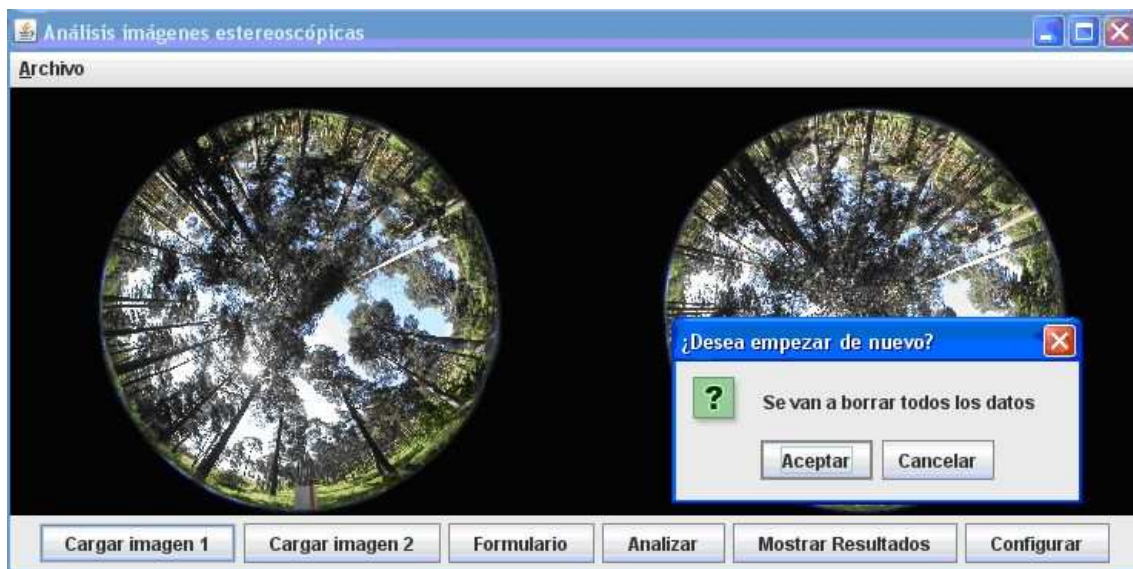 Análisis imágenes estereoscópicas
Archivo
¿Desea empezar de nuevo?
?
Se van a borrar todos los datos
Aceptar Cancelar
Cargar imagen 1 Cargar imagen 2 Formulario Analizar Mostrar Resultados Configurar